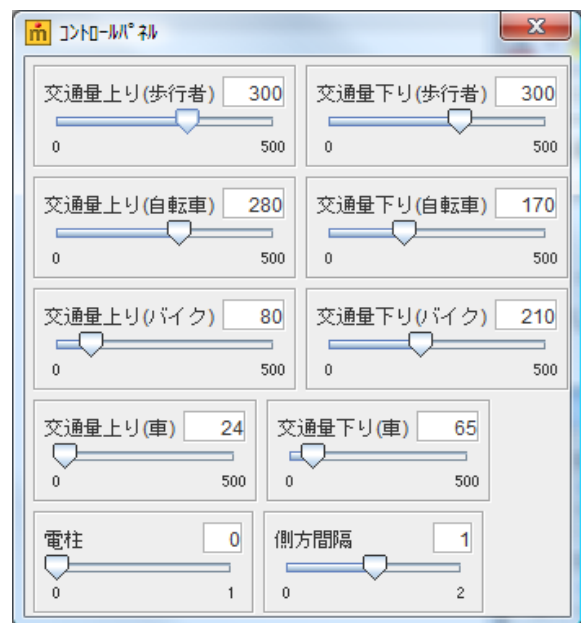 コントロールパネル
交通量上り(歩行者) 300 交通量下り(歩行者) 300
0 500 0 500
交通量上り(自転車) 280 交通量下り(自転車) 170
0 500 0 500
交通量上り(バイク) 80 交通量下り(バイク) 210
0 500 0 500
交通量上り(車) 24 交通量下り(車) 65
0 500 0 500
電柱 0 側方間隔 1
0 1 0 2